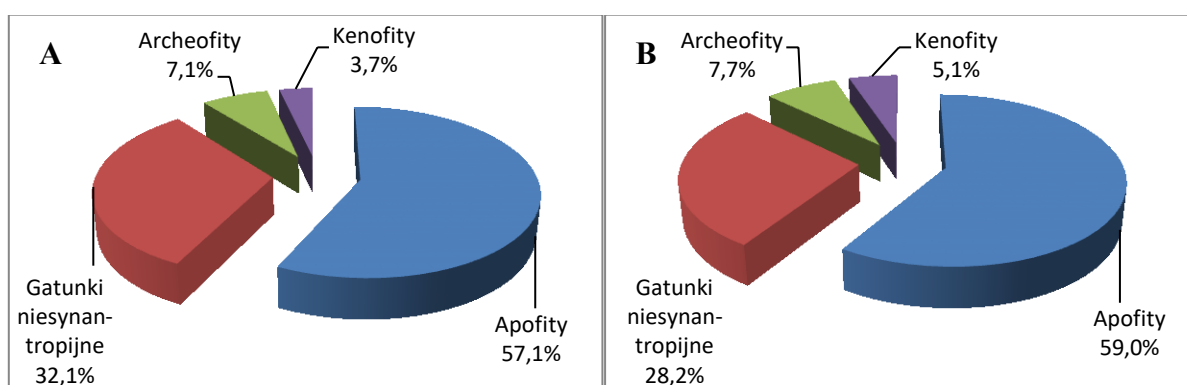 A
Archeofity
7,1%
Kenofity
3,7%
Gatunki
niesynan-
tropijne
32,1%
Apofity
57,1%
B
Archeofity
7,7%
Kenofity
5,1%
Gatunki
niesynan-
tropijne
28,2%
Apofity
59,0%